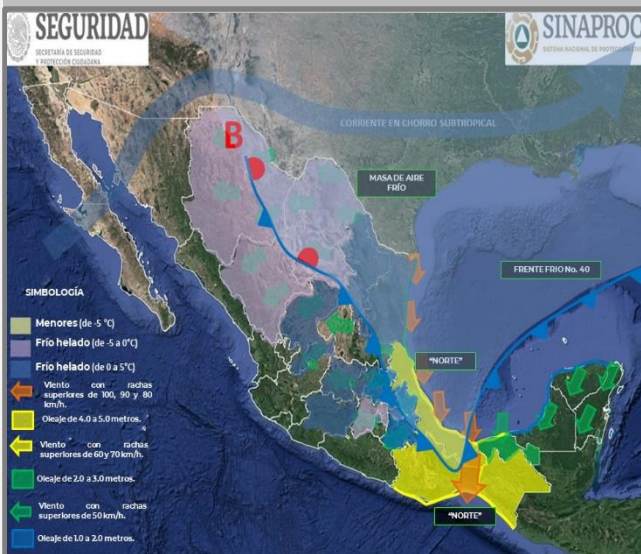 SEGURIDAD
SECRETARÍA DE SEGURIDAD
Y PROTECCIÓN CIUDADANA
SINAPROC
SISTEMA NACIONAL DE PROTECCIÓN
CORRIENTE EN CHORRO SUBTROPICAL
B
MASA DE AIRE
FRÍO
FRENTE FRIO No. 40
"NORTE"
"NORTE"
SIMBOLOGÍA
Menores (de -5 °C)
Frío helado (de -5 a 0°C)
Frío helado (de 0 a 5°C)
Viento con rachas
superiores de 100, 90 y 80
km/h.
Oleaje de 4.0 a 5.0 metros.
Viento con rachas
superiores de 60 y 70 km/h.
Oleaje de 2.0 a 3.0 metros.
Viento con rachas
superiores de 50 km/h.
Oleaje de 1.0 a 2.0 metros.